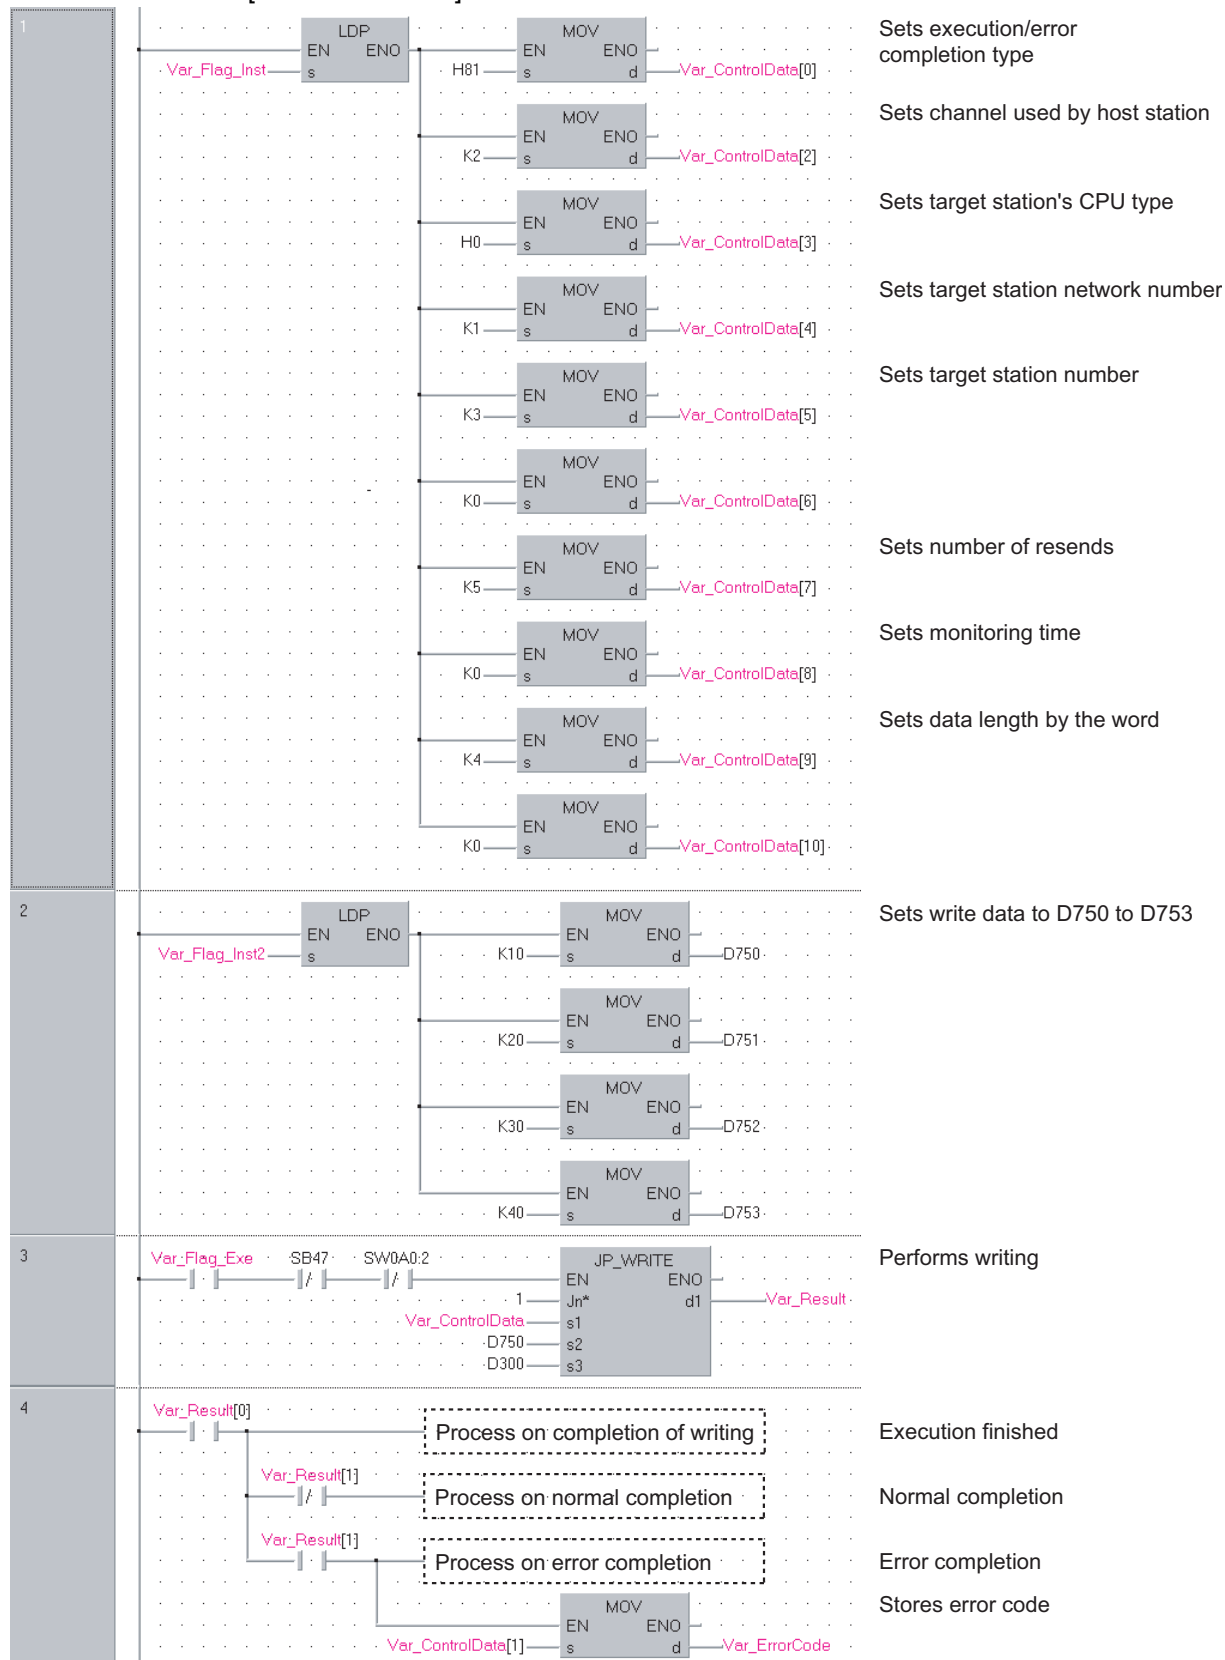 1
LDP
MOV
Sets execution/error
EN ENO
EN ENO
completion type
Var_Flag_Inst
s
H81
s d
Var_ControlData[0]
MOV
Sets channel used by host station
EN ENO
K2
s d
Var_ControlData[2]
MOV
Sets target station's CPU type
EN ENO
H0
s d
Var_ControlData[3]
MOV
Sets target station network number
EN ENO
K1
s d
Var_ControlData[4]
MOV
Sets target station number
EN ENO
K3
s d
Var_ControlData[5]
MOV
EN ENO
K0
s d
Var_ControlData[6]
MOV
Sets number of resends
EN ENO
K5
s d
Var_ControlData[7]
MOV
Sets monitoring time
EN ENO
K0
s d
Var_ControlData[8]
MOV
Sets data length by the word
EN ENO
K4
s d
Var_ControlData[9]
MOV
EN ENO
K0
s d
Var_ControlData[10]
2
LDP
MOV
Sets write data to D750 to D753
EN ENO
EN ENO
Var_Flag_Inst2
s
K10
s d
D750
MOV
EN ENO
K20
s d
D751
MOV
EN ENO
K30
s d
D752
MOV
EN ENO
K40
s d
D753
3
Var_Flag_Exe
SB47
SW0A0.2
JP_WRITE
Performs writing
EN ENO
1
Jn* d1
Var_Result
Var_ControlData
s1
D750
s2
D300
s3
4
Var_Result[0]
Process on completion of writing
Execution finished
Var_Result[1]
Process on normal completion
Normal completion
Var_Result[1]
Process on error completion
Error completion
MOV
Stores error code
EN ENO
Var_ControlData[1]
s d
Var_ErrorCode